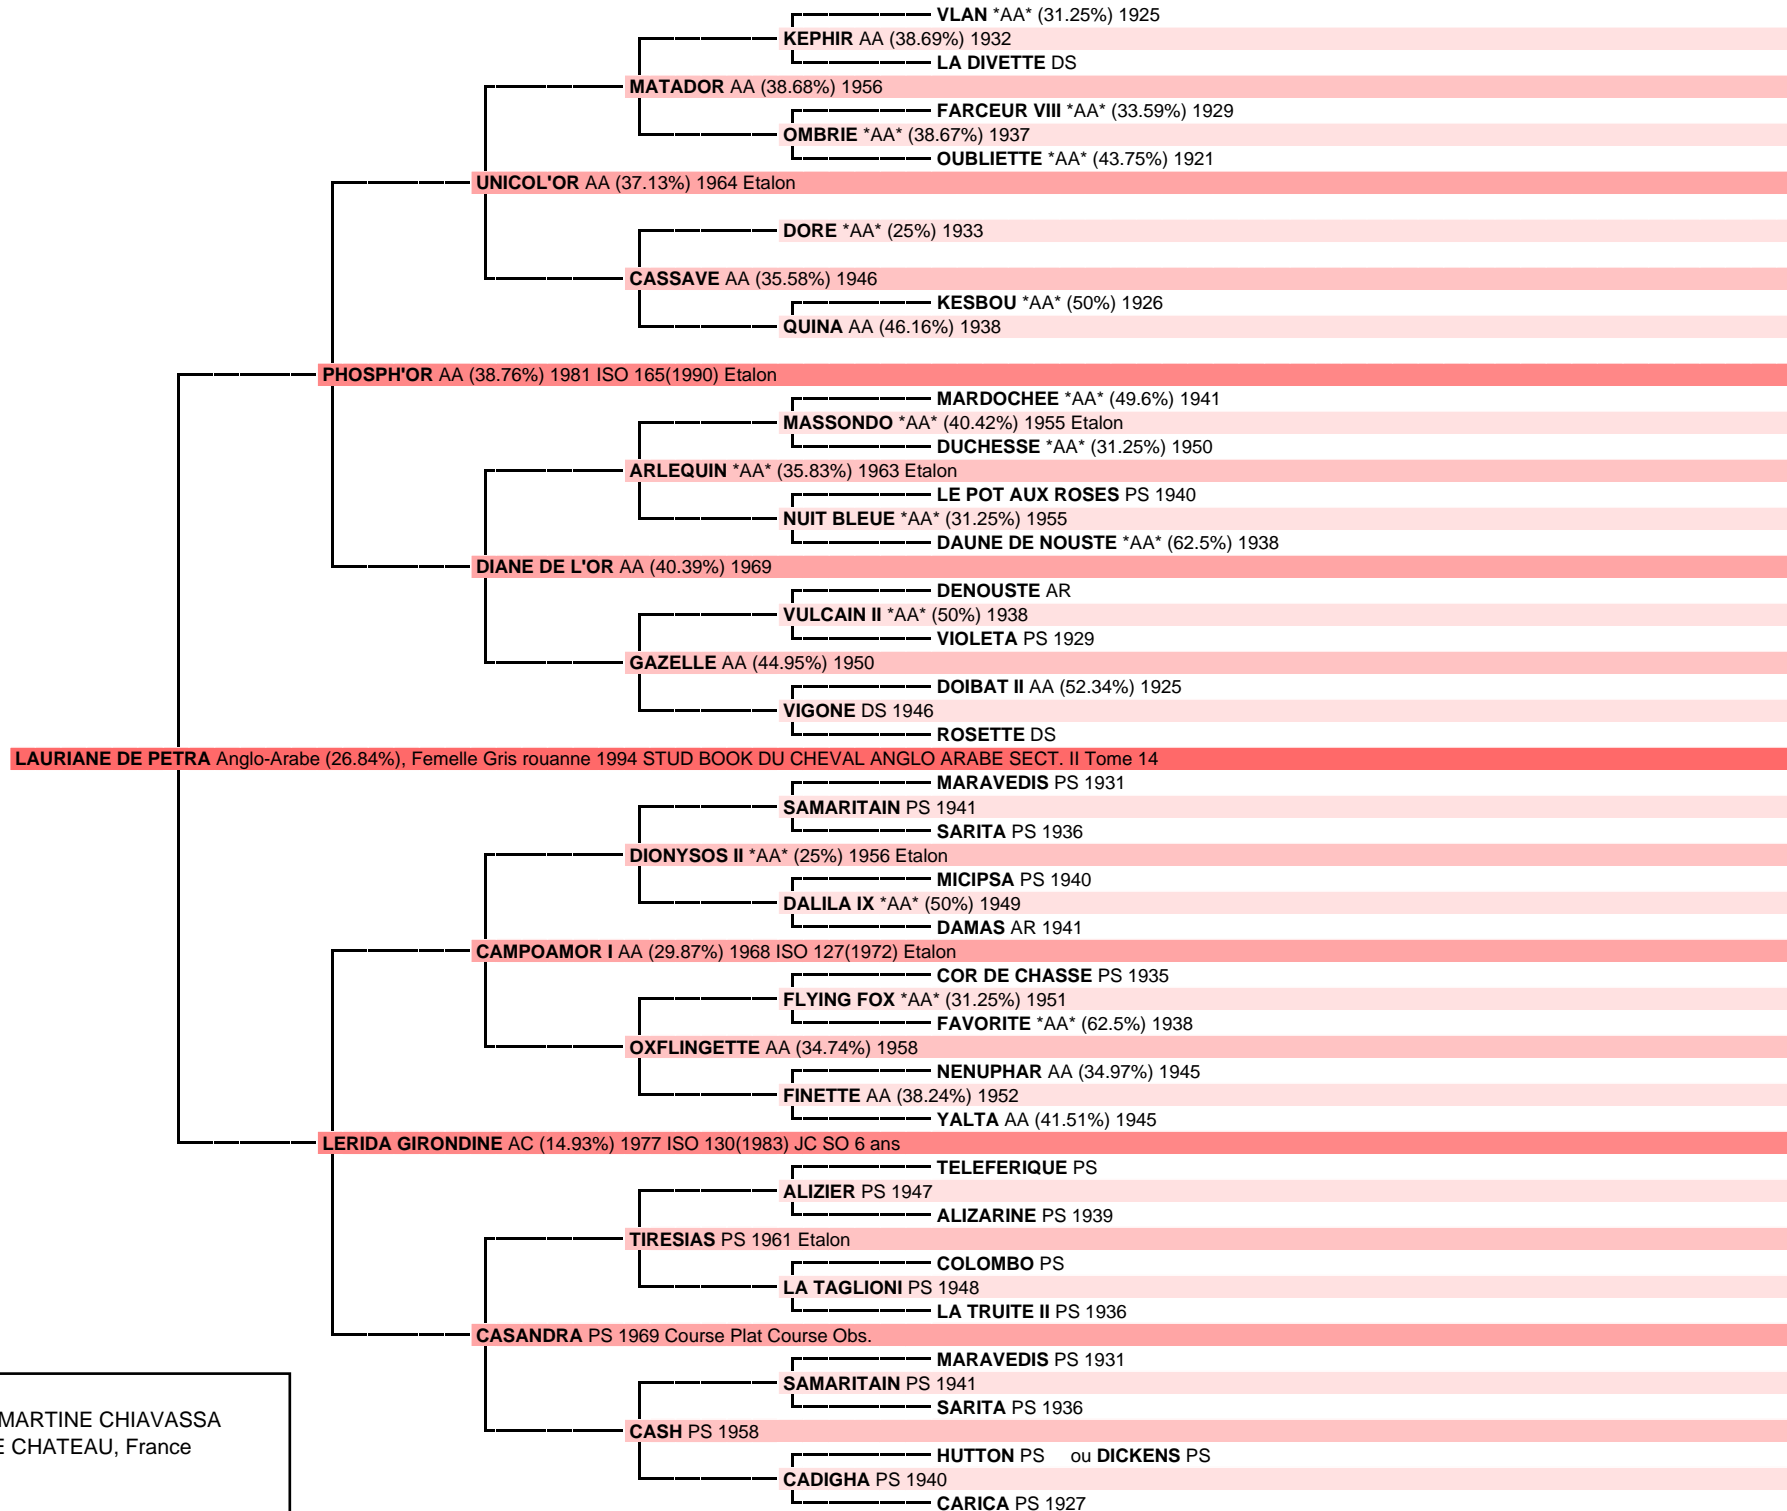 VLAN *AA* (31.25%) 1925
KEPHIR AA (38.69%) 1932
LA DIVETTE DS
MATADOR AA (38.68%) 1956
FARCEUR VIII *AA* (33.59%) 1929
OMBRIE *AA* (38.67%) 1937
OUBLIETTE *AA* (43.75%) 1921
UNICOL'OR AA (37.13%) 1964 Etalon
DORE *AA* (25%) 1933
CASSAVE AA (35.58%) 1946
KESBOU *AA* (50%) 1926
QUINA AA (46.16%) 1938
PHOSPH'OR AA (38.76%) 1981 ISO 165(1990) Etalon
MARDOCHEE *AA* (49.6%) 1941
MASSONDO *AA* (40.42%) 1955 Etalon
DUCHESSE *AA* (31.25%) 1950
ARLEQUIN *AA* (35.83%) 1963 Etalon
LE POT AUX ROSES PS 1940
NUIT BLEUE *AA* (31.25%) 1955
DAUNE DE NOUSTE *AA* (62.5%) 1938
DIANE DE L'OR AA (40.39%) 1969
DENOUSTE AR
VULCAIN II *AA* (50%) 1938
VIOLETA PS 1929
GAZELLE AA (44.95%) 1950
DOIBAT II AA (52.34%) 1925
VIGONE DS 1946
ROSETTE DS
LAURIANE DE PETRA Anglo-Arabe (26.84%), Femelle Gris rouanne 1994 STUD BOOK DU CHEVAL ANGLO ARABE SECT. II Tome 14
MARAVEDIS PS 1931
SAMARITAIN PS 1941
SARITA PS 1936
DIONYSOS II *AA* (25%) 1956 Etalon
MICIPSA PS 1940
DALILA IX *AA* (50%) 1949
DAMAS AR 1941
CAMPOAMOR I AA (29.87%) 1968 ISO 127(1972) Etalon
COR DE CHASSE PS 1935
FLYING FOX *AA* (31.25%) 1951
FAVORITE *AA* (62.5%) 1938
OXFLINGETTE AA (34.74%) 1958
NENUPHAR AA (34.97%) 1945
FINETTE AA (38.24%) 1952
YALTA AA (41.51%) 1945
LERIDA GIRONDINE AC (14.93%) 1977 ISO 130(1983) JC SO 6 ans
TELEFERIQUE PS
ALIZIER PS 1947
ALIZARINE PS 1939
TIRESIAS PS 1961 Etalon
COLOMBO PS
LA TAGLIONI PS 1948
LA TRUITE II PS 1936
CASANDRA PS 1969 Course Plat Course Obs.
MARAVEDIS PS 1931
SAMARITAIN PS 1941
SARITA PS 1936
CASH PS 1958
HUTTON PS ou DICKENS PS
CADIGHA PS 1940
CARICA PS 1927
MARTINE CHIAVASSA
E CHATEAU, France